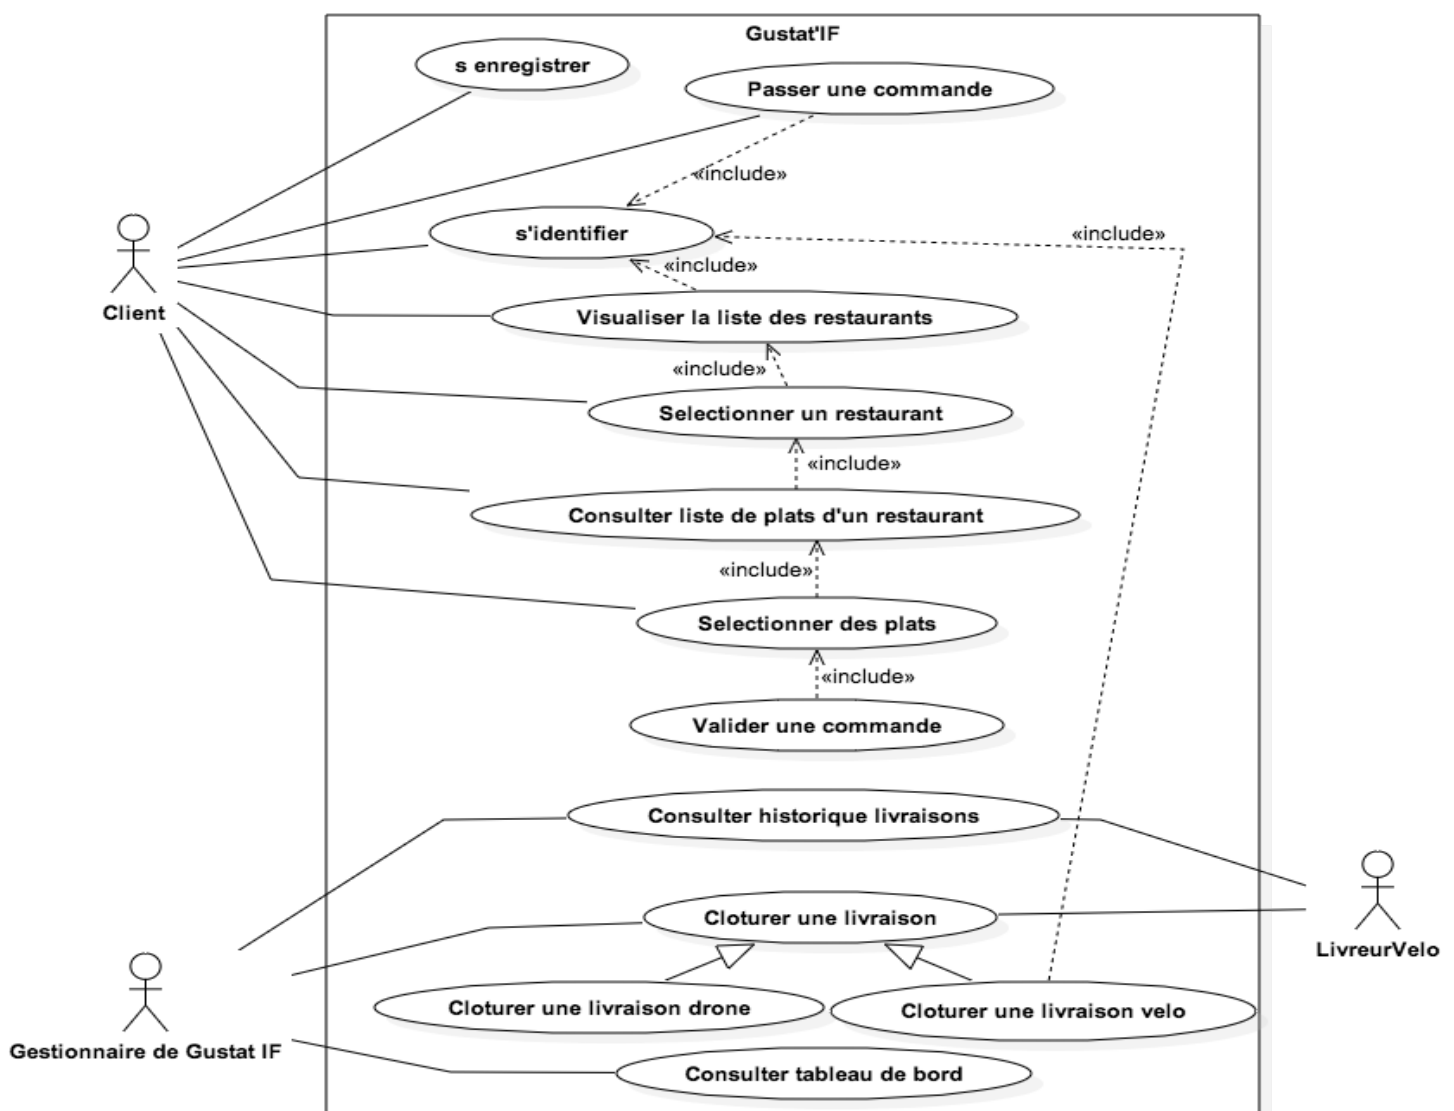 Gustat'IF
s enregistrer
Passer une commande
«include»
s'identifier
«include»
«include»
Client
Visualiser la liste des restaurants
«include»
Selectionner un restaurant
«include»
Consulter liste de plats d'un restaurant
«include»
Selectionner des plats
«include»
Valider une commande
Consulter historique livraisons
Cloturer une livraison
LivreurVelo
Cloturer une livraison drone
Cloturer une livraison velo
Gestionnaire de Gustat IF
Consulter tableau de bord